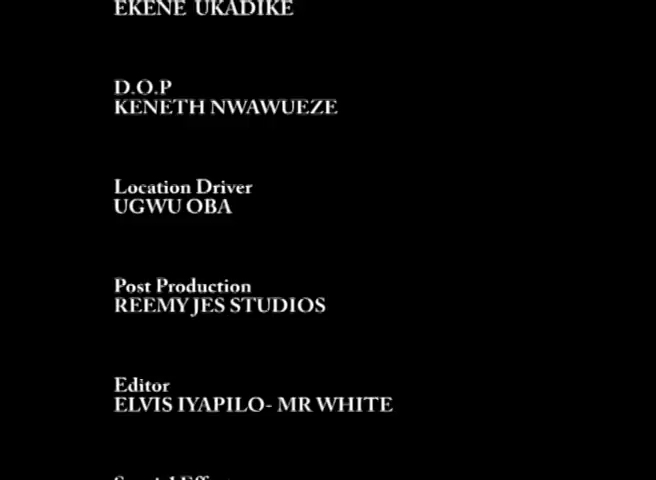 EKENE UKADIKE
D.O.P
KENETH NWAWUEZE
Location Driver
UGWU OBA
Post Production
REEMY JES STUDIOS
Editor
ELVIS IYAPILO- MR WHITE